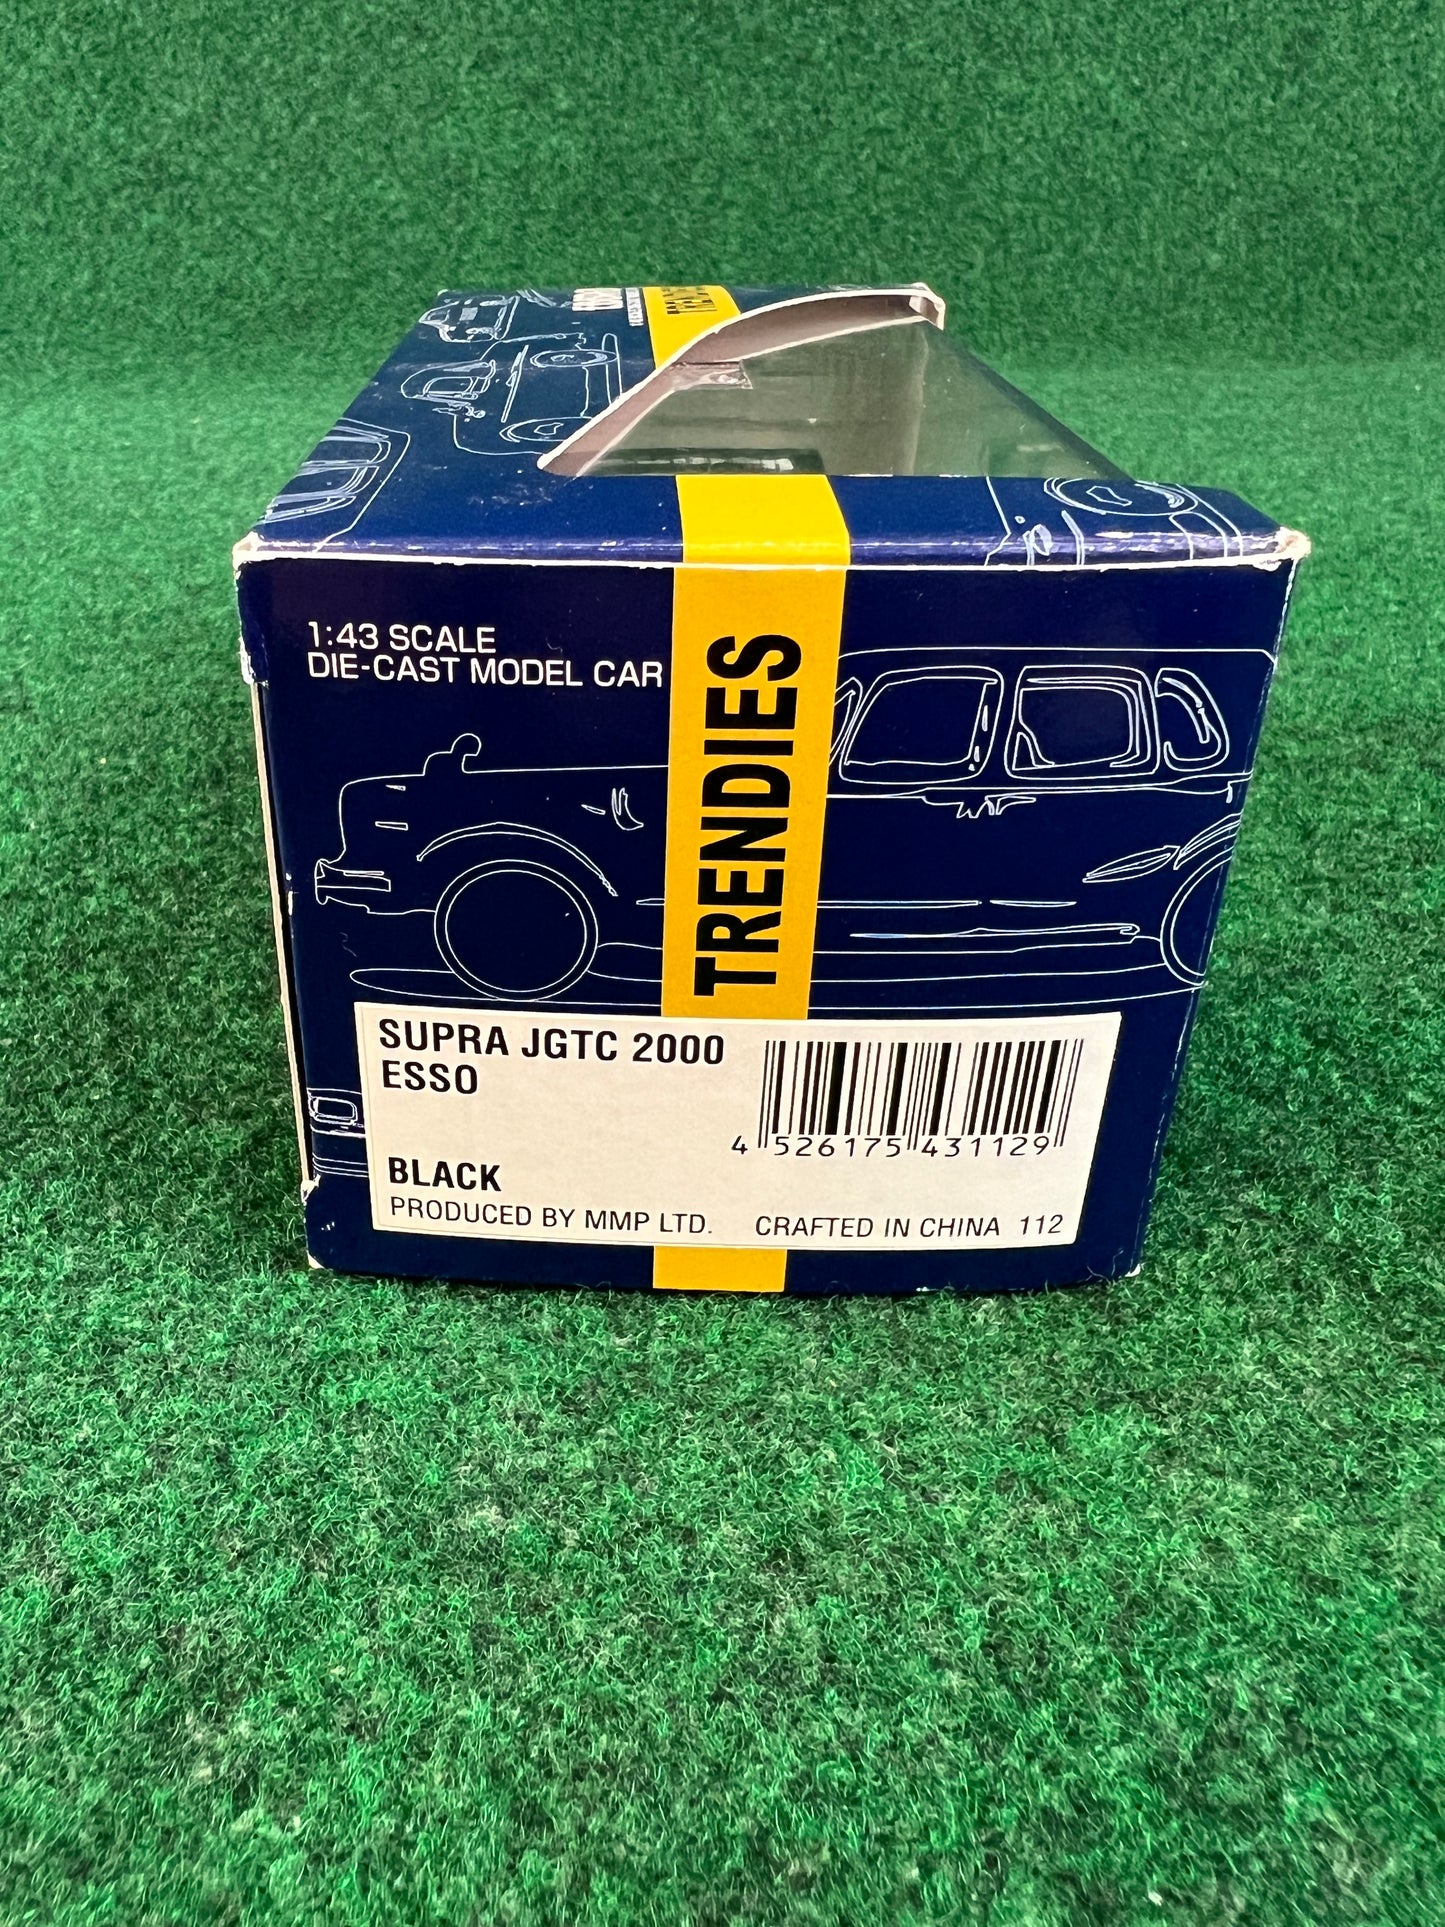 TRENDIES
1:43 SCALE
DIE-CAST MODEL CAR
TRENDIES
SUPRA JGTC 2000
ESSO
4 526175 431129
BLACK
PRODUCED BY MMP LTD. CRAFTED IN CHINA 112